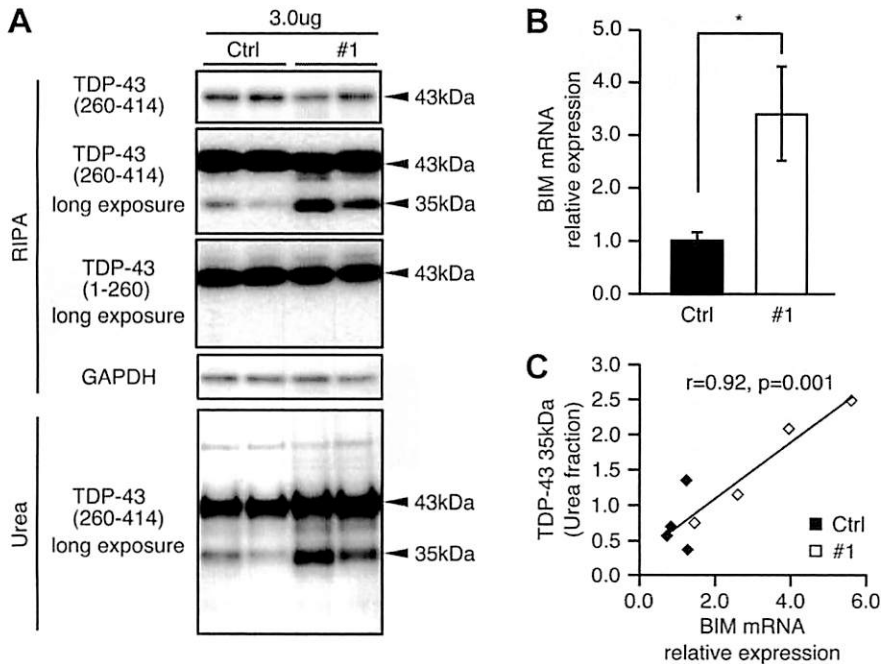 A
3.0ug
Ctrl #1
RIPA
TDP-43
(260-414)
43kDa
TDP-43
(260-414)
long exposure
43kDa
35kDa
TDP-43
(1-260)
long exposure
43kDa
GAPDH
Urea
TDP-43
(260-414)
long exposure
43kDa
35kDa
B
BIM mRNA
relative expression
5.0
4.0
3.0
2.0
1.0
0.0
*
Ctrl #1
C
TDP-43 35kDa
(Urea fraction)
3.0
2.5
2.0
1.5
1.0
0.5
0.0
r=0.92, p=0.001
Ctrl
#1
0.0 2.0 4.0 6.0
BIM mRNA
relative expression